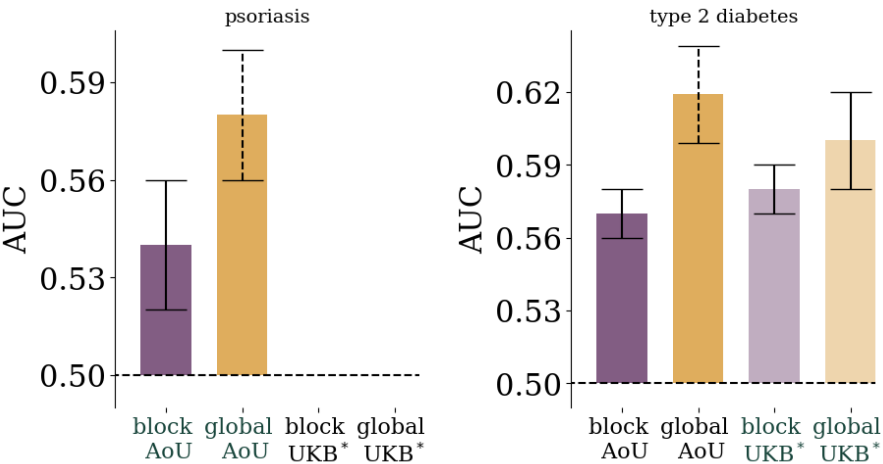 psoriasis
AUC
0.59
0.56
0.53
0.50
block AoU
global AoU
block UKB*
global UKB*
type 2 diabetes
AUC
0.62
0.59
0.56
0.53
0.50
block AoU
global AoU
block UKB*
global UKB*